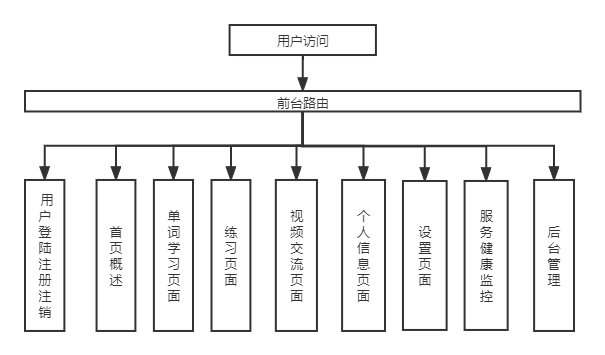 用户访问
前台路由
用户登陆注册注销
首页概述
单词学习页面
练习页面
视频交流页面
个人信息页面
设置页面
服务健康监控
后台管理